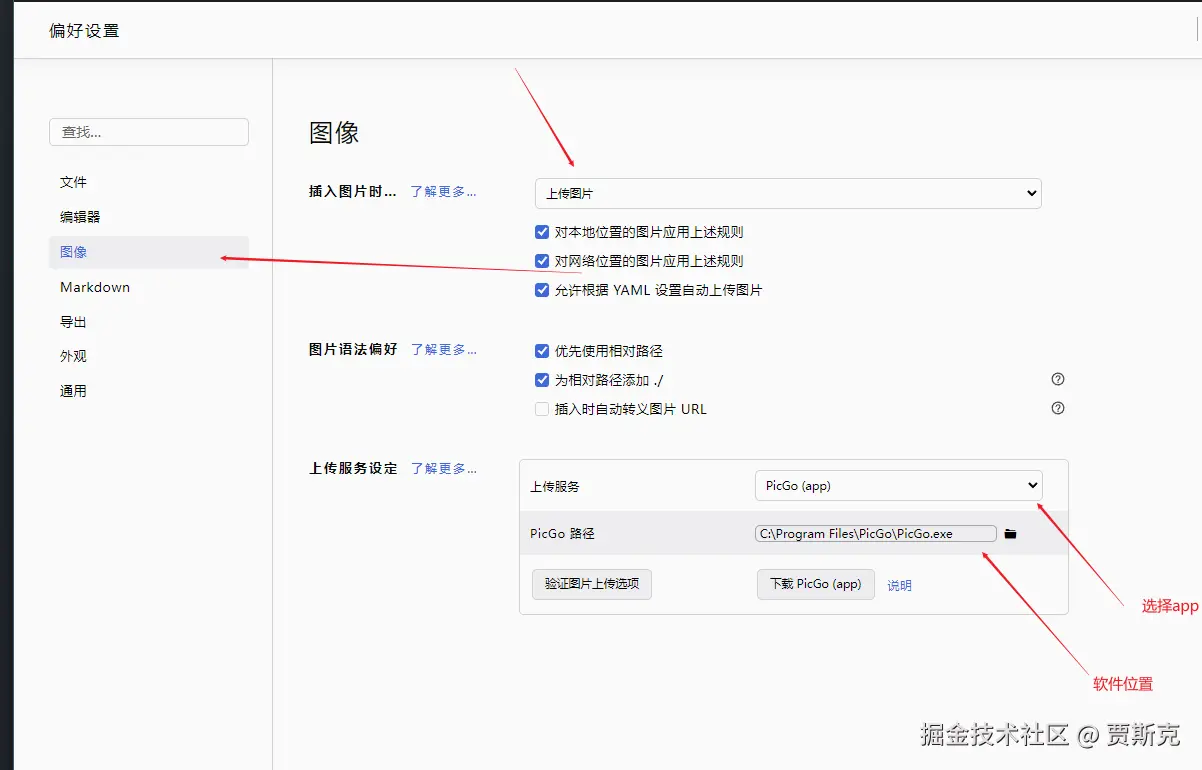 偏好设置
查找...
文件
编辑器
图像
Markdown
导出
外观
通用
图像
插入图片时... 了解更多...
上传图片
对本地位置的图片应用上述规则
对网络位置的图片应用上述规则
允许根据 YAML 设置自动上传图片
图片语法偏好 了解更多...
优先使用相对路径
为相对路径添加 ./
插入时自动转义图片 URL
上传服务设定 了解更多...
上传服务 PicGo (app)
PicGo 路径 C:\Program Files\PicGo\PicGo.exe
验证图片上传选项 下载 PicGo (app) 说明
选择app
软件位置
掘金技术社区 @ 贾斯克